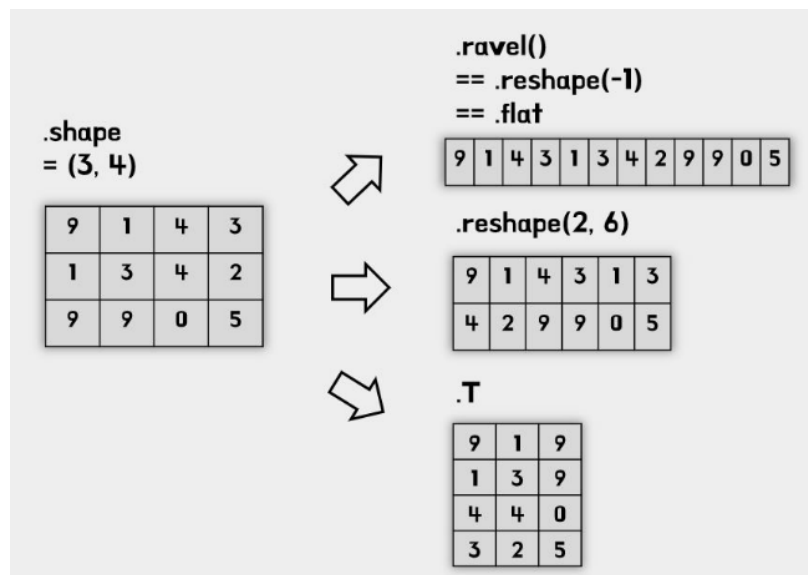 .shape
= (3, 4)
9 1 4 3
1 3 4 2
9 9 0 5
.ravel()
== .reshape(-1)
== .flat
9 1 4 3 1 3 4 2 9 9 0 5
.reshape(2, 6)
9 1 4 3 1 3
4 2 9 9 0 5
.T
9 1 9
1 3 9
4 4 0
3 2 5